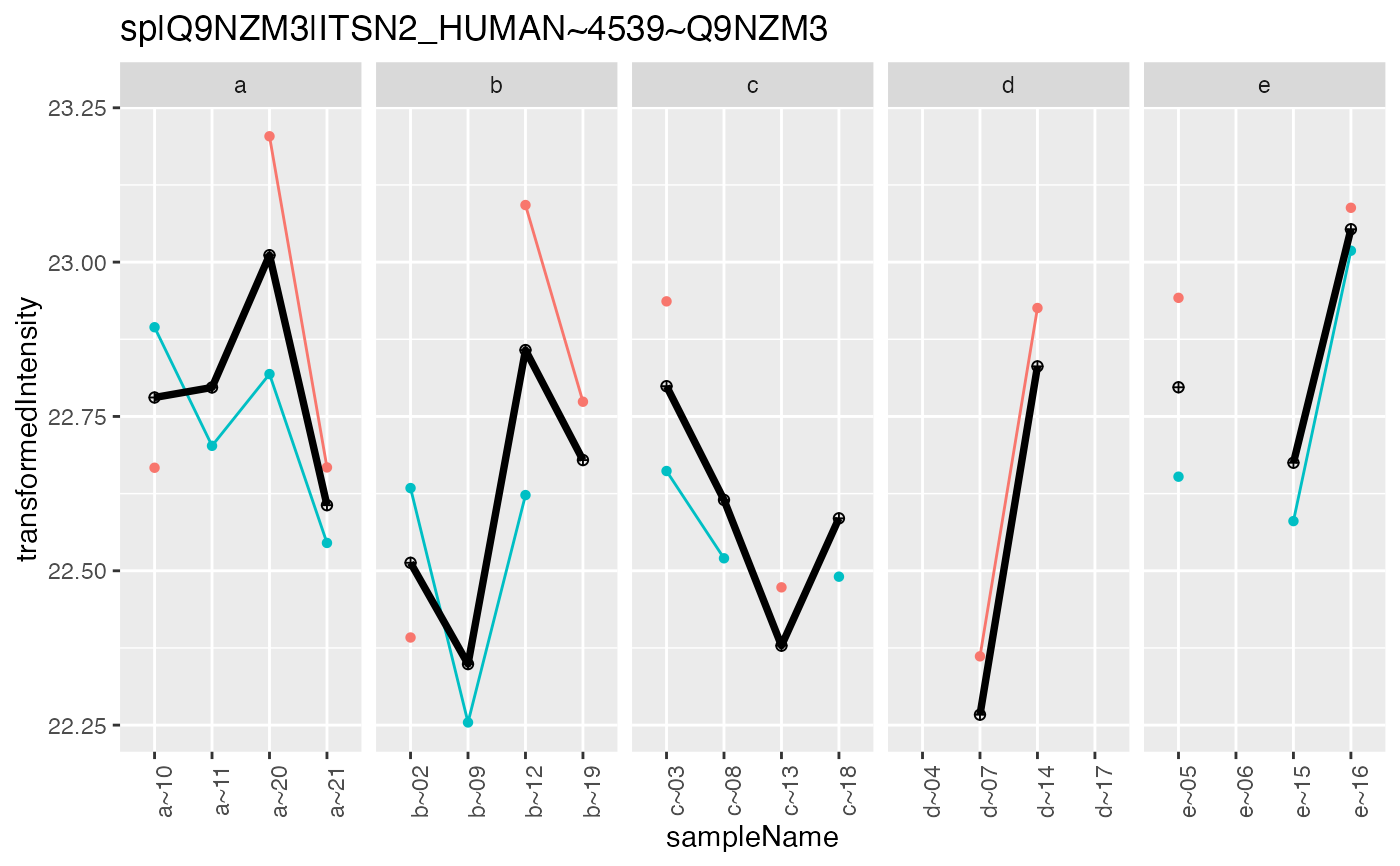 sp|Q9NZM3|ITSN2_HUMAN~4539~Q9NZM3
a b c d e
23.25
23.00
22.75
22.50
22.25
transformedIntensity
a~10 a~11 a~20 a~21 b~02 b~09 b~12 b~19 c~03 c~08 c~13 c~18 d~04 d~07 d~14 d~17 e~05 e~06 e~15 e~16
sampleName